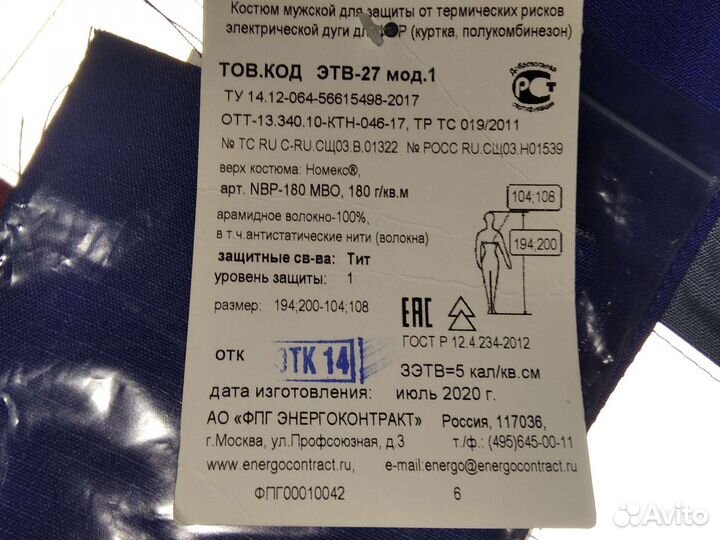 Костюм мужской для защиты от термических рисков
электрической дуги (куртка, полукомбинезон)
ТОВ.КОД ЭТВ-27 мод.1
Добровольная
РСТ
сертификация
ТУ 14.12-064-56615498-2017
ОТТ-13.340.10-КТН-046-17, ТР ТС 019/2011
№ ТС RU C-RU.СЩ03.В.01322 № РОСС RU.СЩ03.Н01539
верх костюма: Номекс®,
арт. NBP-180 МВО, 180 г/кв.м
104;108
арамидное волокно-100%,
в т.ч.антистатические нити (волокна)
194;200
защитные св-ва: Тит
уровень защиты: 1
размер: 194;200-104;108
ЕАС
ГОСТ Р 12.4.234-2012
ОТК ОТК 14
ЗЭТВ=5 кал/кв.см
дата изготовления: июль 2020 г.
АО «ФПГ ЭНЕРГОКОНТРАКТ» Россия, 117036,
г.Москва, ул.Профсоюзная, д.3 т./ф.: (495)645-00-11
www.energocontract.ru, e-mail:energo@energocontract.ru
ФПГ00010042 6
Avito